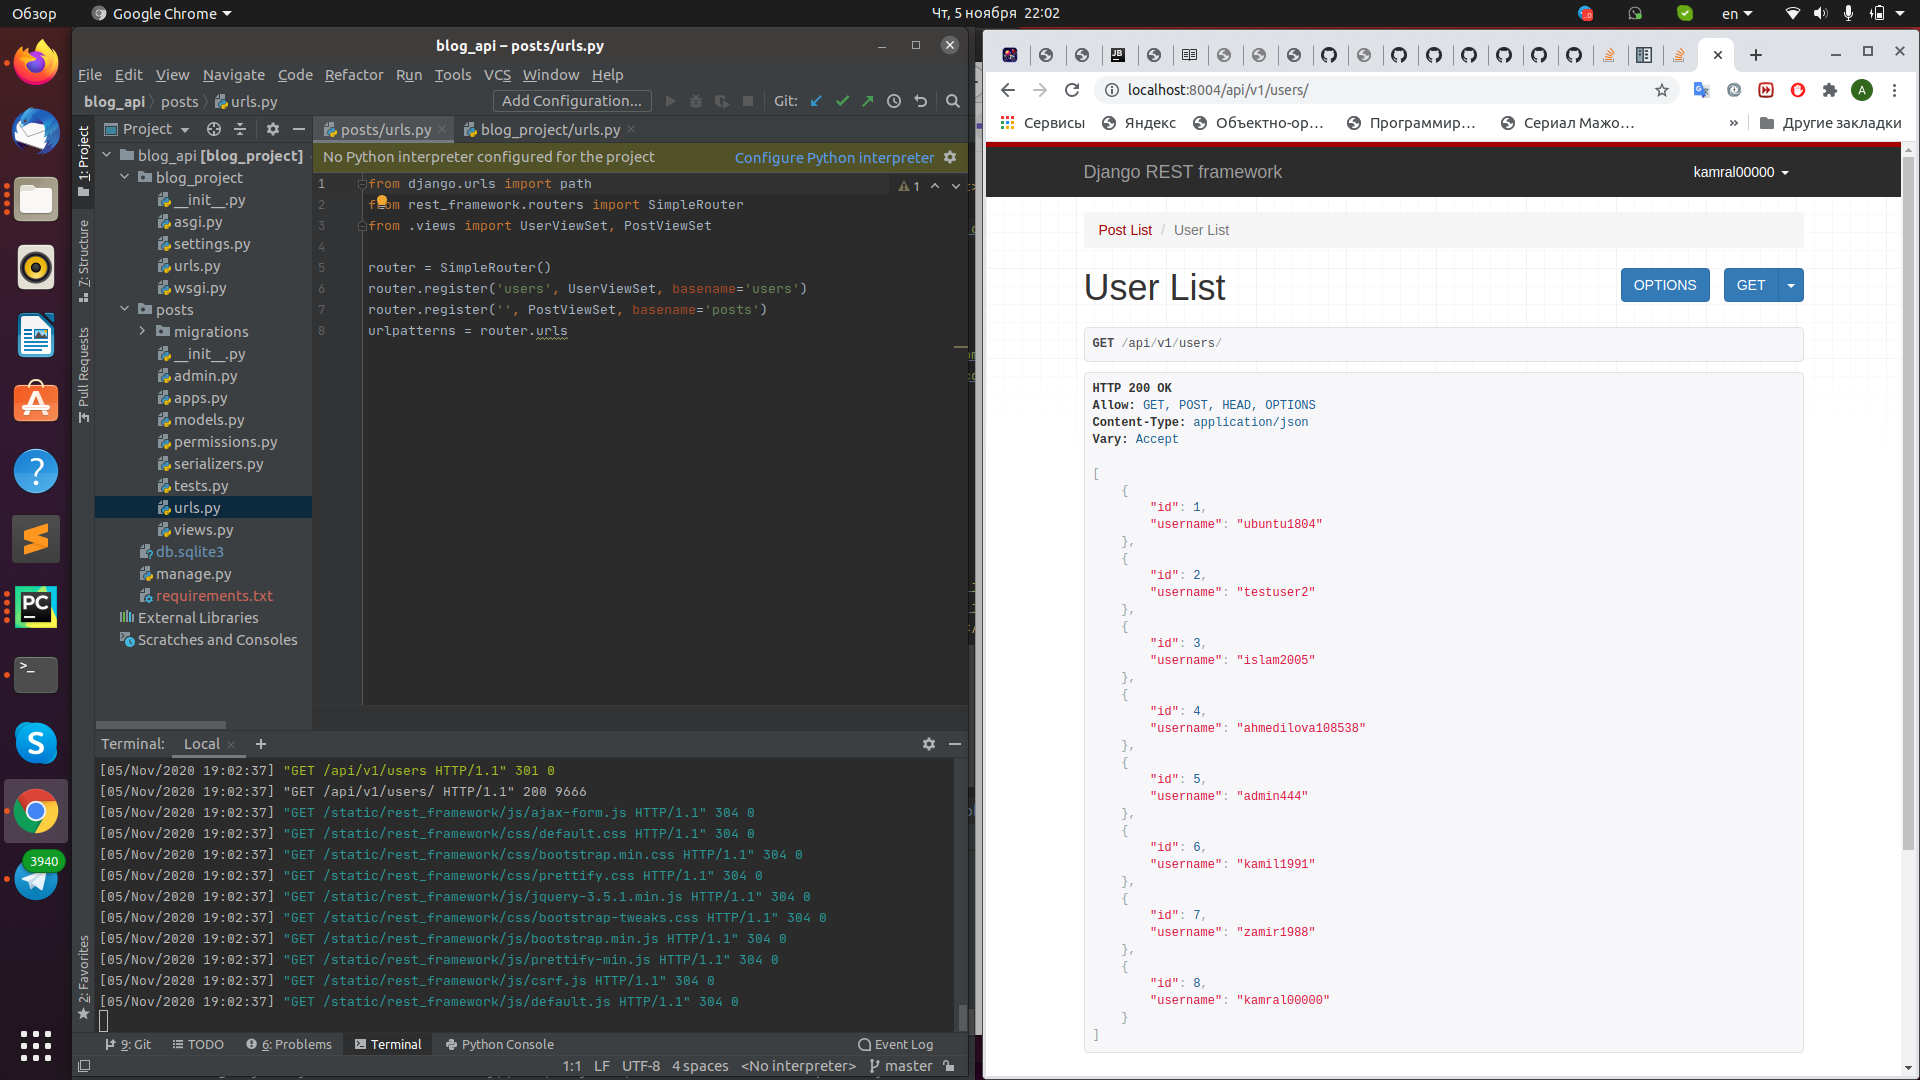 Обзор
Google Chrome
Чт, 5 ноября 22:02
en
blog_api – posts/urls.py
File Edit View Navigate Code Refactor Run Tools VCS Window Help
blog_api posts urls.py
Add Configuration...
Git:
Project
posts/urls.py
blog_project/urls.py
No Python interpreter configured for the project
Configure Python interpreter
1: Project
7: Structure
Pull Requests
2: Favorites
blog_api [blog_project]
blog_project
__init__.py
asgi.py
settings.py
urls.py
wsgi.py
posts
migrations
__init__.py
admin.py
apps.py
models.py
permissions.py
serializers.py
tests.py
urls.py
views.py
db.sqlite3
manage.py
requirements.txt
External Libraries
Scratches and Consoles
1 from django.urls import path
1
2 from rest_framework.routers import SimpleRouter
3 from .views import UserViewSet, PostViewSet
4
5 router = SimpleRouter()
6 router.register('users', UserViewSet, basename='users')
7 router.register('', PostViewSet, basename='posts')
8 urlpatterns = router.urls
Terminal: Local
[05/Nov/2020 19:02:37] "GET /api/v1/users HTTP/1.1" 301 0
[05/Nov/2020 19:02:37] "GET /api/v1/users/ HTTP/1.1" 200 9666
[05/Nov/2020 19:02:37] "GET /static/rest_framework/js/ajax-form.js HTTP/1.1" 304 0
[05/Nov/2020 19:02:37] "GET /static/rest_framework/css/default.css HTTP/1.1" 304 0
[05/Nov/2020 19:02:37] "GET /static/rest_framework/css/bootstrap.min.css HTTP/1.1" 304 0
[05/Nov/2020 19:02:37] "GET /static/rest_framework/css/prettify.css HTTP/1.1" 304 0
[05/Nov/2020 19:02:37] "GET /static/rest_framework/js/jquery-3.5.1.min.js HTTP/1.1" 304 0
[05/Nov/2020 19:02:37] "GET /static/rest_framework/css/bootstrap-tweaks.css HTTP/1.1" 304 0
[05/Nov/2020 19:02:37] "GET /static/rest_framework/js/bootstrap.min.js HTTP/1.1" 304 0
[05/Nov/2020 19:02:37] "GET /static/rest_framework/js/prettify-min.js HTTP/1.1" 304 0
[05/Nov/2020 19:02:37] "GET /static/rest_framework/js/csrf.js HTTP/1.1" 304 0
[05/Nov/2020 19:02:37] "GET /static/rest_framework/js/default.js HTTP/1.1" 304 0
9: Git TODO 6: Problems Terminal Python Console Event Log
1:1 LF UTF-8 4 spaces <No interpreter> master
PC
3940
JB
localhost:8004/api/v1/users/
A
Сервисы Яндекс Объектно-ор... Программир... Сериал Мажо... » Другие закладки
Django REST framework
kamral00000
Post List / User List
User List
OPTIONS
GET
GET /api/v1/users/
HTTP 200 OK
Allow: GET, POST, HEAD, OPTIONS
Content-Type: application/json
Vary: Accept
[
{
"id": 1,
"username": "ubuntu1804"
},
{
"id": 2,
"username": "testuser2"
},
{
"id": 3,
"username": "islam2005"
},
{
"id": 4,
"username": "ahmedilova108538"
},
{
"id": 5,
"username": "admin444"
},
{
"id": 6,
"username": "kamil1991"
},
{
"id": 7,
"username": "zamir1988"
},
{
"id": 8,
"username": "kamral00000"
}
]